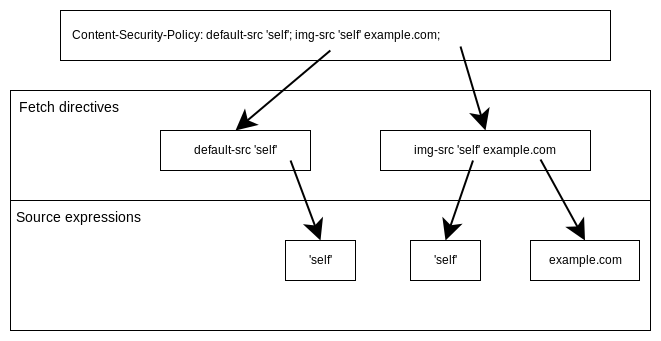 Content-Security-Policy: default-src 'self'; img-src 'self' example.com;
Fetch directives
default-src 'self'
img-src 'self' example.com
Source expressions
'self'
'self'
example.com